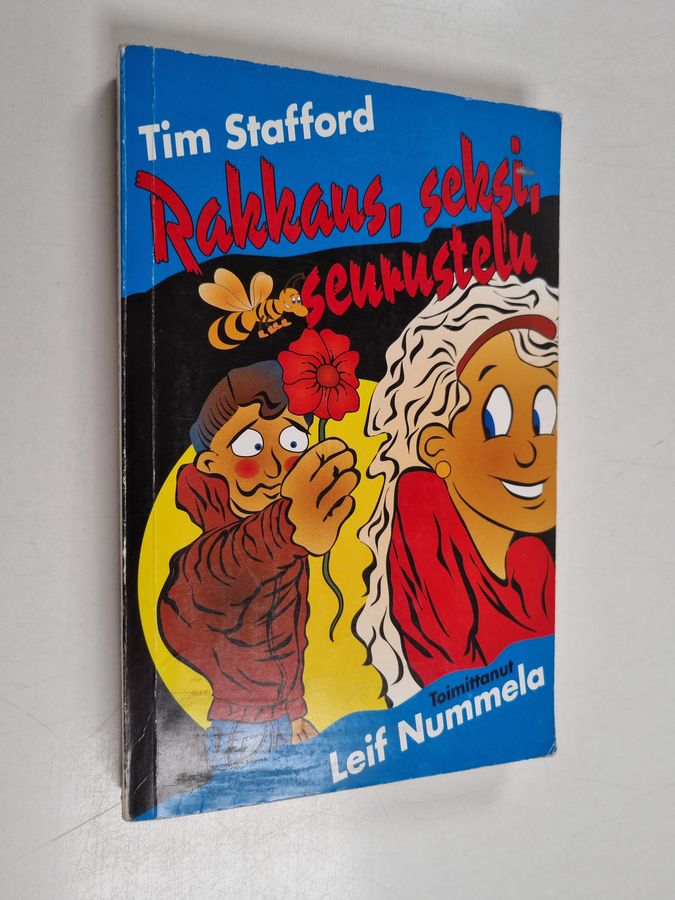 Tim Stafford
Rakkaus, seksi,
seurustelu
Toimittanut
Leif Nummela